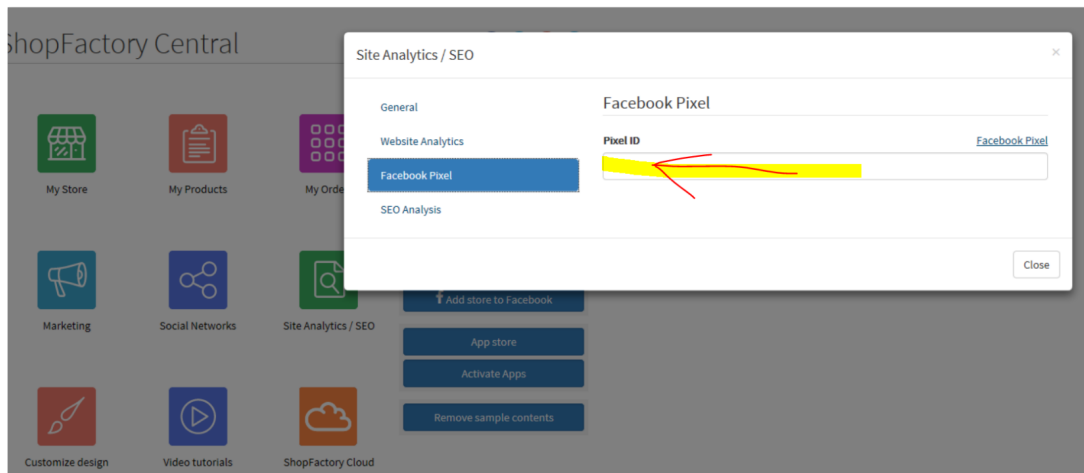 ShopFactory Central
Site Analytics / SEO
×
General
Website Analytics
Facebook Pixel
SEO Analysis
Facebook Pixel
Pixel ID
Facebook Pixel
Close
My Store
My Products
My Orde
Marketing
Social Networks
Site Analytics / SEO
f Add store to Facebook
App store
Activate Apps
Remove sample contents
Customize design
Video tutorials
ShopFactory Cloud